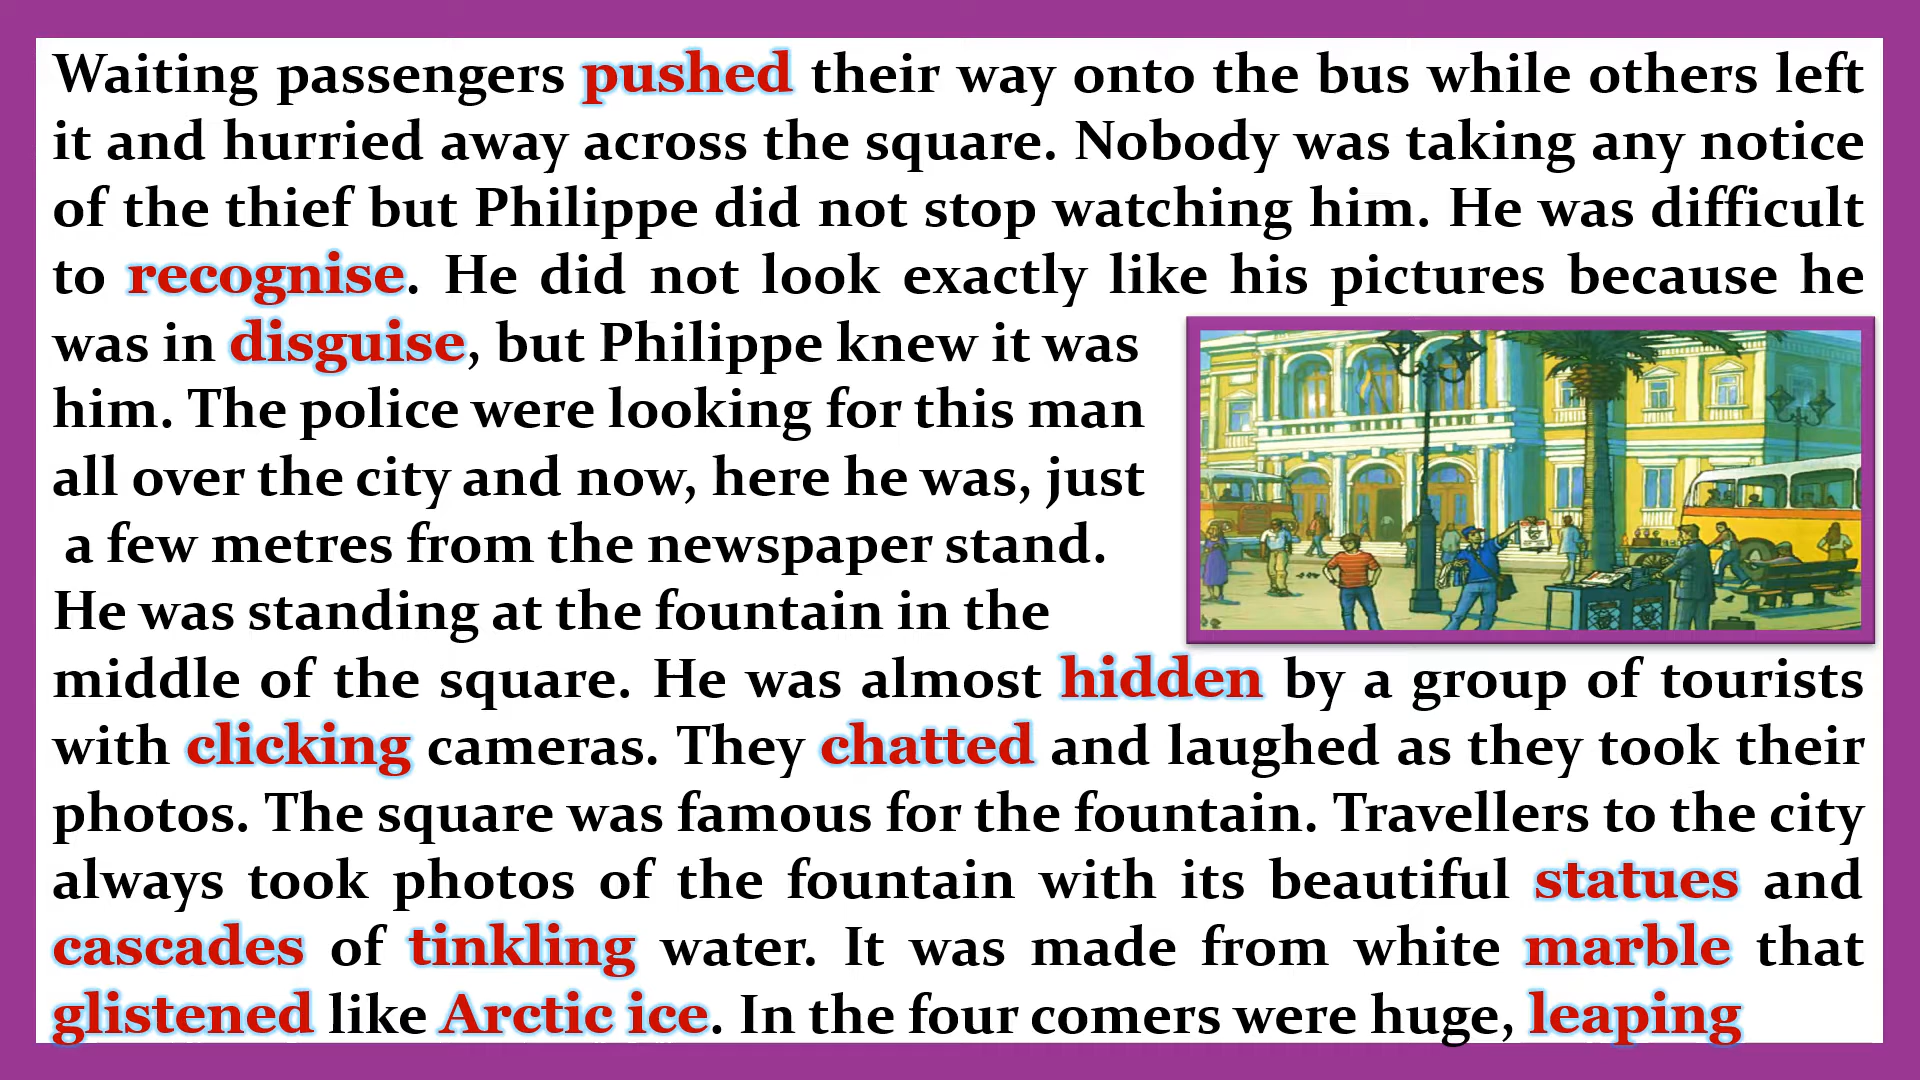 Waiting passengers pushed their way onto the bus while others left
it and hurried away across the square. Nobody was taking any notice
of the thief but Philippe did not stop watching him. He was difficult
to recognise. He did not look exactly like his pictures because he
was in disguise, but Philippe knew it was
him. The police were looking for this man
all over the city and now, here he was, just
a few metres from the newspaper stand.
He was standing at the fountain in the
middle of the square. He was almost hidden by a group of tourists
with clicking cameras. They chatted and laughed as they took their
photos. The square was famous for the fountain. Travellers to the city
always took photos of the fountain with its beautiful statues and
cascades of tinkling water. It was made from white marble that
glistened like Arctic ice. In the four comers were huge, leaping